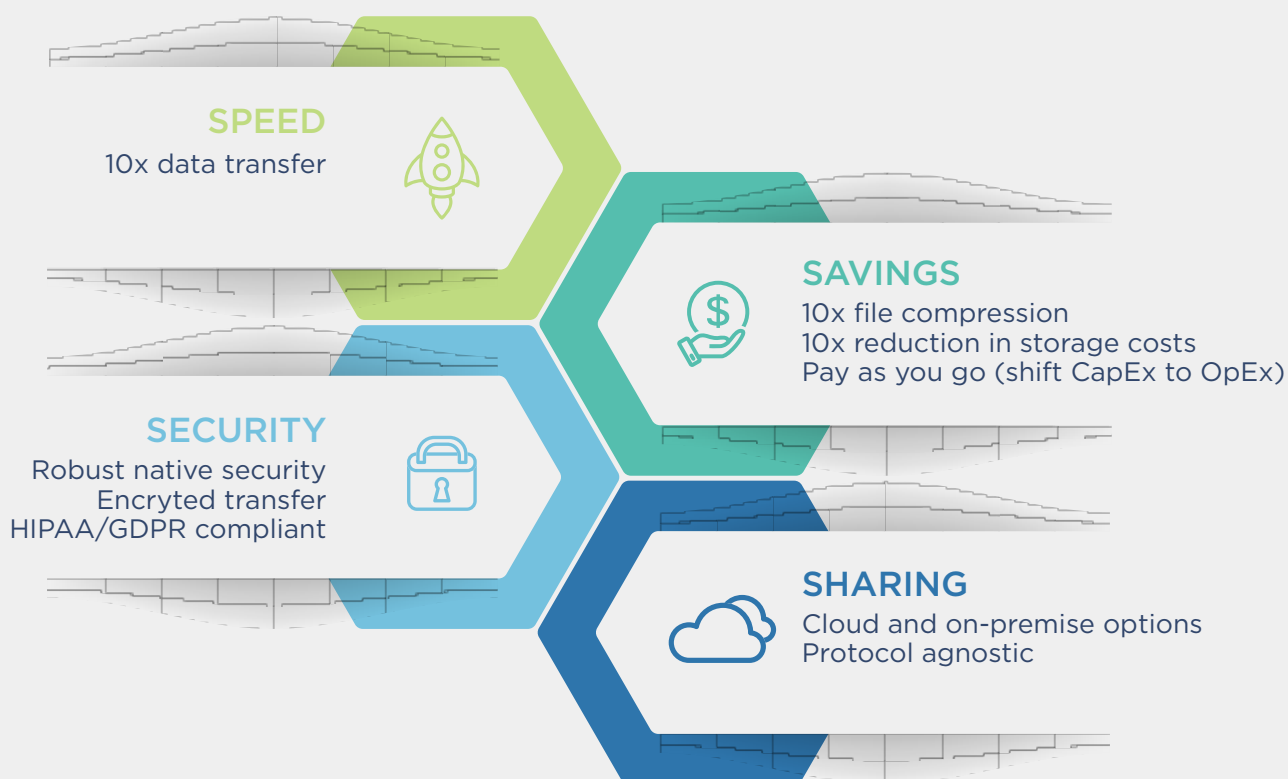 SPEED
10x data transfer
SAVINGS
10x file compression
10x reduction in storage costs
Pay as you go (shift CapEx to OpEx)
SECURITY
Robust native security
Encryted transfer
HIPAA/GDPR compliant
SHARING
Cloud and on-premise options
Protocol agnostic